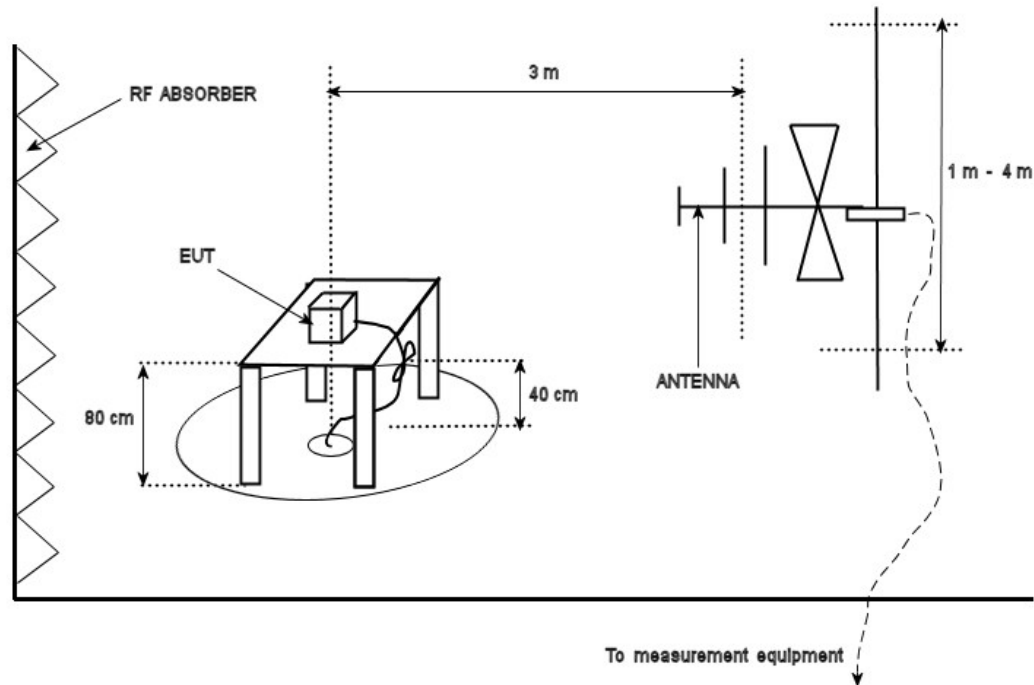 3 m
RF ABSORBER
1 m - 4 m
EUT
ANTENNA
40 cm
80 cm
To measurement equipment